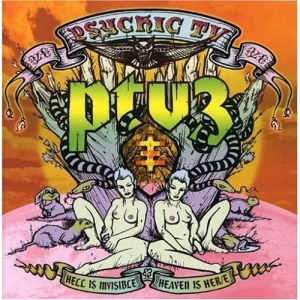 PSYCHIC TV
ptv3
HELL IS INVISIBLE HEAVEN IS HER/E